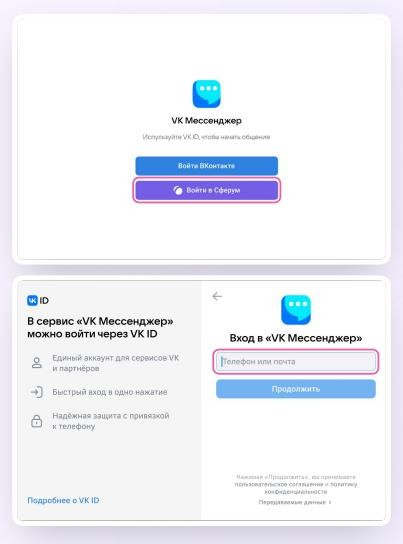 VK Мессенджер
Используйте VK ID, чтобы начать общение
Войти ВКонтакте
Войти в Сферум
VK ID
В сервис «VK Мессенджер»
можно войти через VK ID
Единый аккаунт для сервисов VK
и партнёров
Быстрый вход в одно нажатие
Надёжная защита с привязкой
к телефону
Подробнее о VK ID
Вход в «VK Мессенджер»
Телефон или почта
Продолжить
Нажимая «Продолжить», вы принимаете
пользовательское соглашение и политику
конфиденциальности
Передаваемые данные >